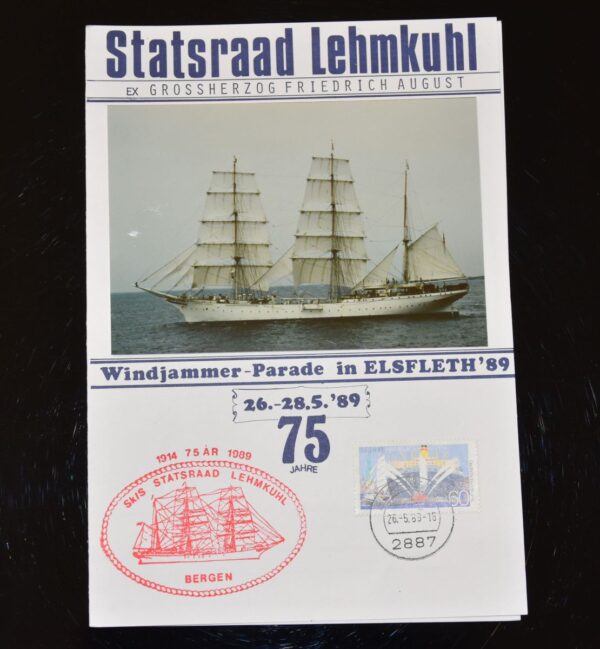 Statsraad Lehmkuhl
EX GROSSHERZOG FRIEDRICH AUGUST
Windjammer-Parade in ELSFLETH'89
26.-28.5.'89
75
JAHRE
1914 75 ÅR 1989
SKIS STATSRAAD LEHMKUHL
BERGEN
60
26.-5.89-16
2887